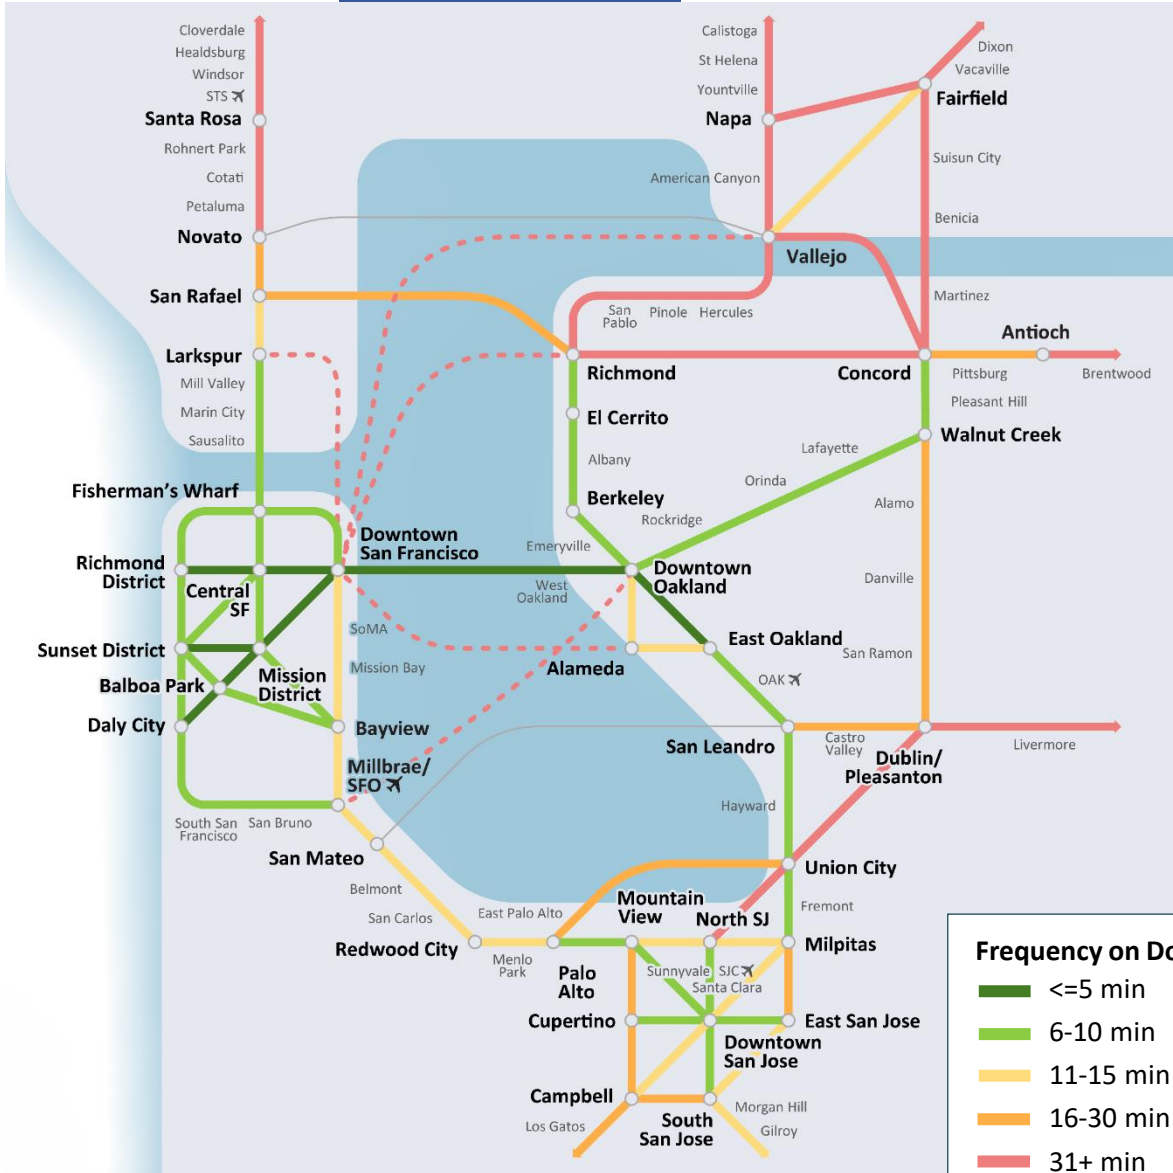 Cloverdale
Healdsburg
Windsor
STS
Santa Rosa
Rohnert Park
Cotati
Petaluma
Novato
San Rafael
Larkspur
Mill Valley
Marin City
Sausalito
Calistoga
St Helena
Yountville
Napa
American Canyon
Vallejo
Dixon
Vacaville
Fairfield
Suisun City
Benicia
Martinez
San
Pablo
Pinole
Hercules
Richmond
Concord
Antioch
Pittsburg
Brentwood
Pleasant Hill
El Cerrito
Albany
Berkeley
Emeryville
Rockridge
Orinda
Lafayette
Walnut Creek
Alamo
Danville
San Ramon
Fisherman's Wharf
Richmond
District
Central
SF
Downtown
San Francisco
West
Oakland
Downtown
Oakland
SoMA
Mission Bay
Sunset District
Balboa Park
Mission
District
Daly City
Bayview
Alameda
East Oakland
OAK
San Leandro
Castro
Valley
Dublin/
Pleasanton
Livermore
Millbrae/
SFO
South San
Francisco
San Bruno
San Mateo
Belmont
San Carlos
Hayward
Union City
Fremont
Redwood City
Menlo
Park
East Palo Alto
Palo
Alto
Mountain
View
North SJ
Milpitas
Sunnyvale
SJC
Santa Clara
Cupertino
East San Jose
Downtown
San Jose
Campbell
Los Gatos
South
San Jose
Morgan Hill
Gilroy
Frequency on Do
<=5 min
6-10 min
11-15 min
16-30 min
31+ min